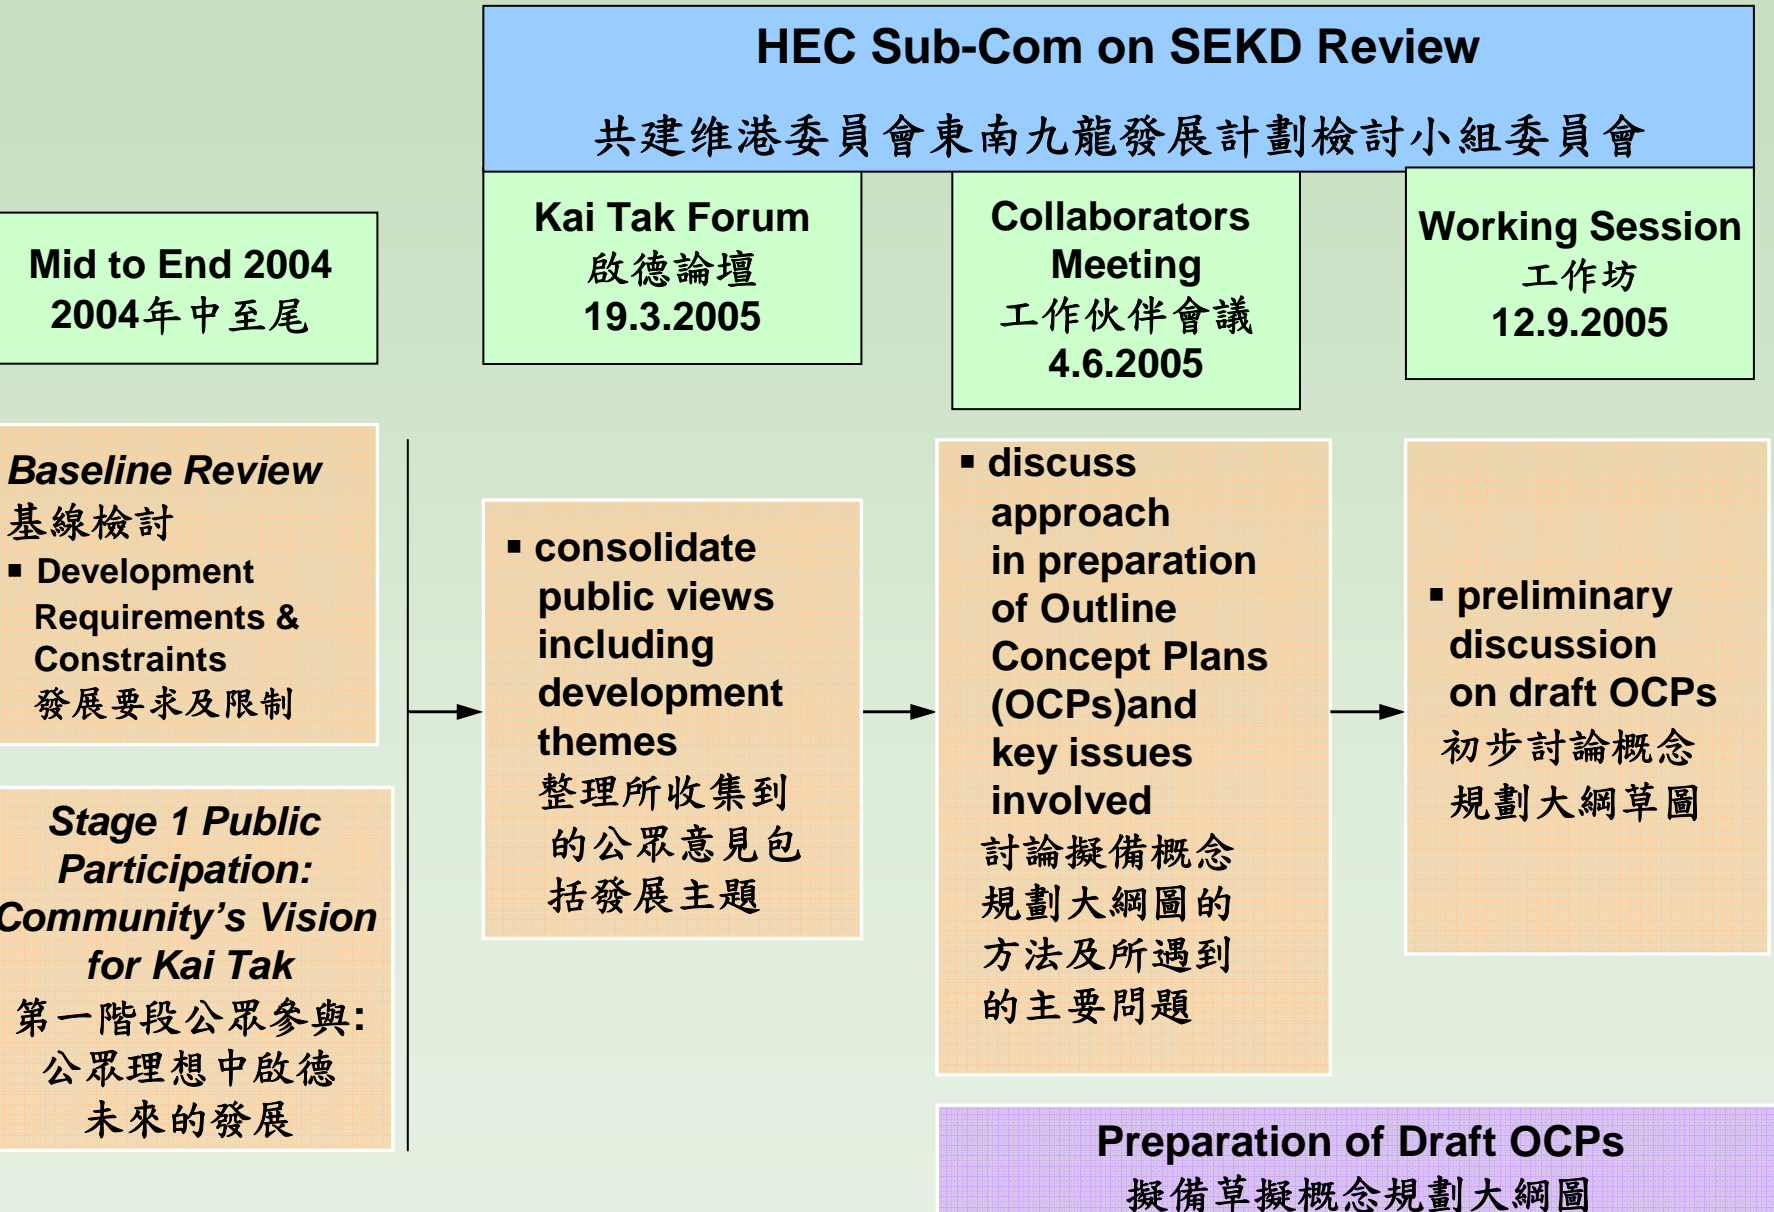 HEC Sub-Com on SEKD Review
共建维港委員會東南九龍發展計劃檢討小組委員會
Mid to End 2004
2004年中至尾
Kai Tak Forum
啟德論壇
19.3.2005
Collaborators
Meeting
工作伙伴會議
4.6.2005
Working Session
工作坊
12.9.2005
Baseline Review
基線檢討
▪ Development
Requirements &
Constraints
發展要求及限制
Stage 1 Public
Participation:
Community’s Vision
for Kai Tak
第一階段公眾參與:
公眾理想中啟德
未來的發展
▪ consolidate
public views
including
development
themes
整理所收集到
的公眾意見包
括發展主題
▪ discuss
approach
in preparation
of Outline
Concept Plans
(OCPs)and
key issues
involved
討論擬備概念
規劃大綱圖的
方法及所遇到
的主要問題
▪ preliminary
discussion
on draft OCPs
初步討論概念
規劃大綱草圖
Preparation of Draft OCPs
擬備草擬概念規劃大綱圖